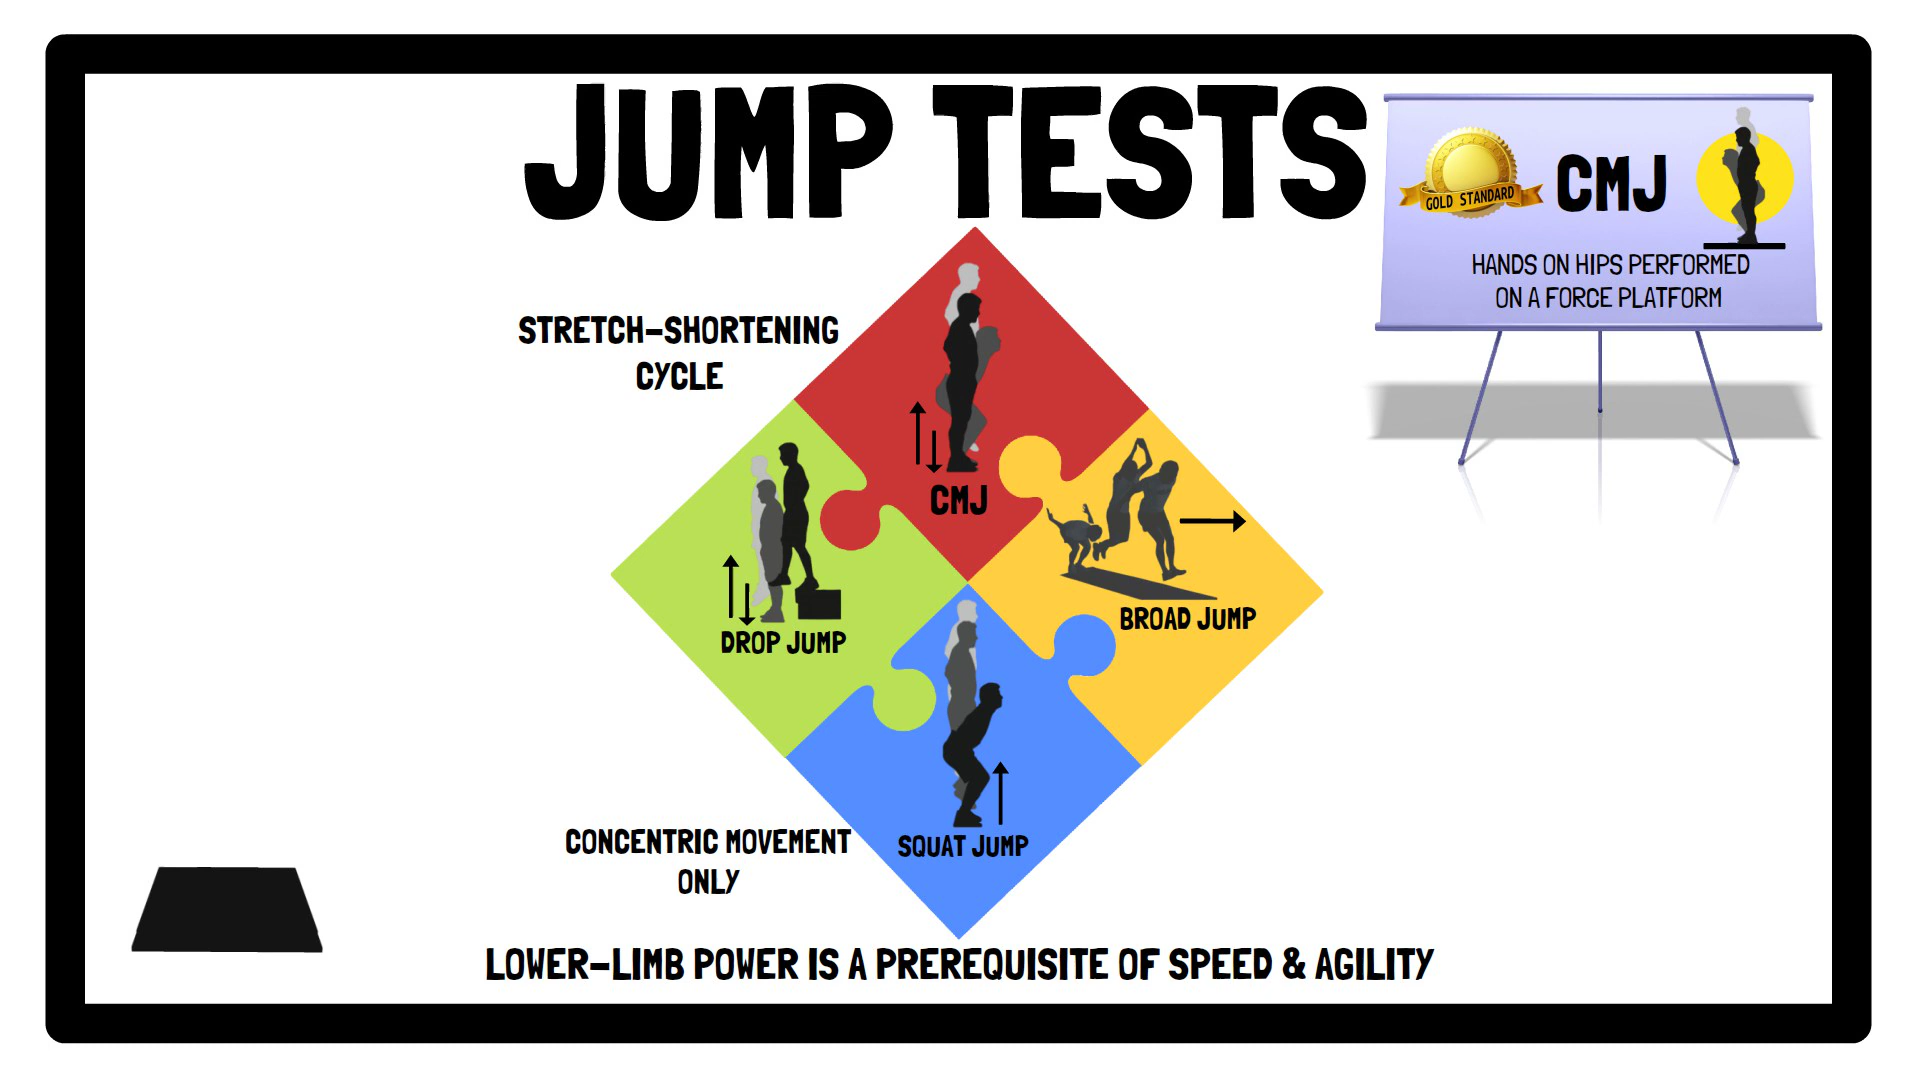 JUMP TESTS
GOLD STANDARD
CMJ
HANDS ON HIPS PERFORMED
ON A FORCE PLATFORM
STRETCH-SHORTENING
CYCLE
CMJ
BROAD JUMP
DROP JUMP
SQUAT JUMP
CONCENTRIC MOVEMENT
ONLY
LOWER-LIMB POWER IS A PREREQUISITE OF SPEED & AGILITY